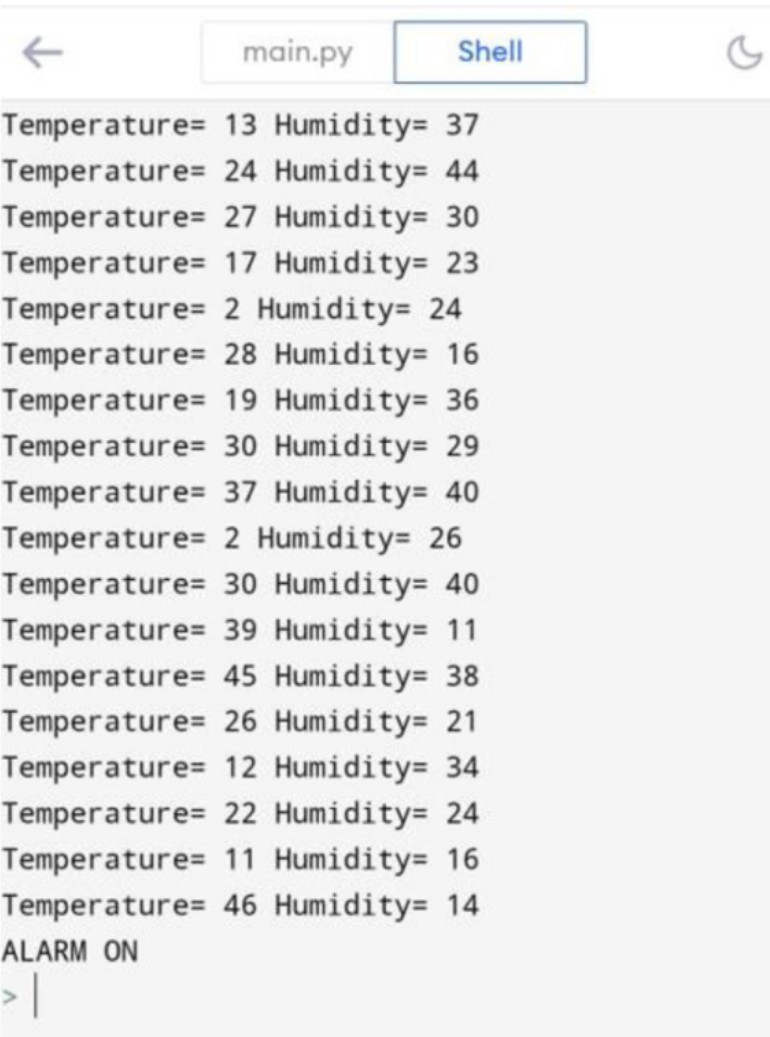 main.py Shell
Temperature= 13 Humidity= 37
Temperature= 24 Humidity= 44
Temperature= 27 Humidity= 30
Temperature= 17 Humidity= 23
Temperature= 2 Humidity= 24
Temperature= 28 Humidity= 16
Temperature= 19 Humidity= 36
Temperature= 30 Humidity= 29
Temperature= 37 Humidity= 40
Temperature= 2 Humidity= 26
Temperature= 30 Humidity= 40
Temperature= 39 Humidity= 11
Temperature= 45 Humidity= 38
Temperature= 26 Humidity= 21
Temperature= 12 Humidity= 34
Temperature= 22 Humidity= 24
Temperature= 11 Humidity= 16
Temperature= 46 Humidity= 14
ALARM ON
>